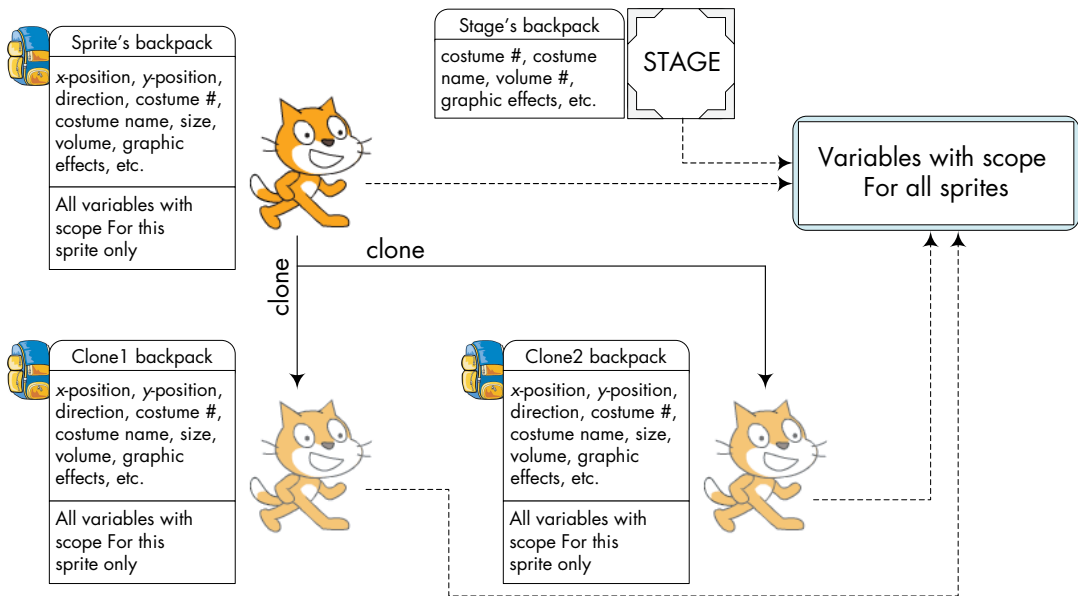 Sprite's backpack
x-position, y-position,
direction, costume #,
costume name, size,
volume, graphic
effects, etc.
All variables with
scope For this
sprite only
Stage's backpack
costume #, costume
name, volume #,
graphic effects, etc.
STAGE
Variables with scope
For all sprites
clone
clone
Clone1 backpack
x-position, y-position,
direction, costume #,
costume name, size,
volume, graphic
effects, etc.
All variables with
scope For this
sprite only
Clone2 backpack
x-position, y-position,
direction, costume #,
costume name, size,
volume, graphic
effects, etc.
All variables with
scope For this
sprite only